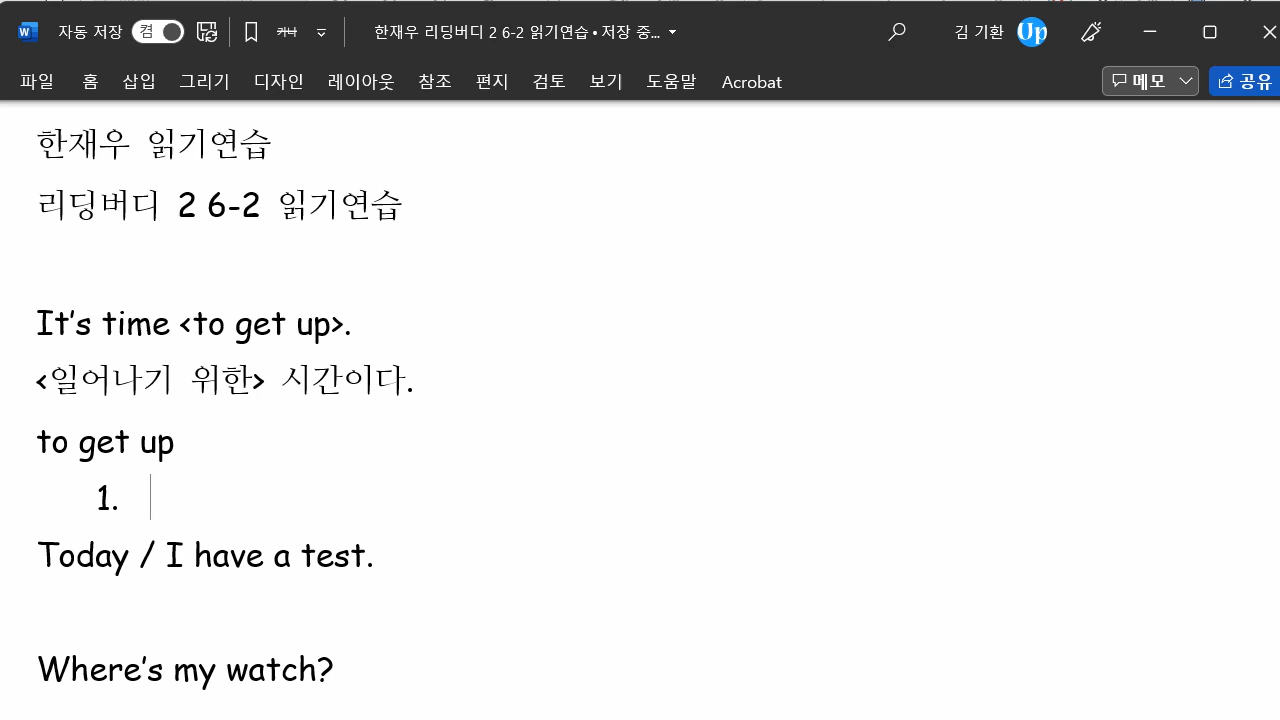 자동 저장 켬 가나 한재우 리딩버디 2 6-2 읽기연습 • 저장 중... 김 기환 Up
파일 홈 삽입 그리기 디자인 레이아웃 참조 편지 검토 보기 도움말 Acrobat 메모 공유
한재우 읽기연습
리딩버디 2 6-2 읽기연습
It's time <to get up>.
<일어나기 위한> 시간이다.
to get up
1.
Today / I have a test.
Where's my watch?